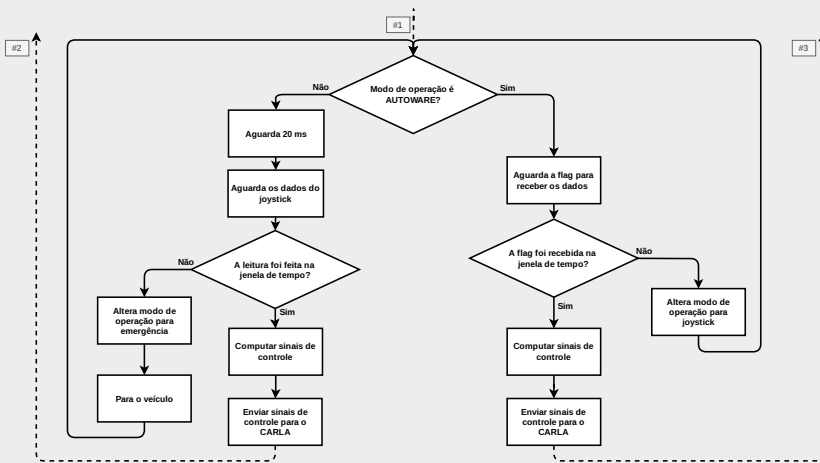 #1
#2
#3
Modo de operação é
AUTOWARE?
Não
Sim
Aguarda 20 ms
Aguarda os dados do
joystick
Aguarda a flag para
receber os dados
A leitura foi feita na
jenela de tempo?
Não
Sim
A flag foi recebida na
jenela de tempo?
Não
Sim
Altera modo de
operação para
emergência
Para o veículo
Computar sinais de
controle
Enviar sinais de
controle para o
CARLA
Computar sinais de
controle
Enviar sinais de
controle para o
CARLA
Altera modo de
operação para
joystick